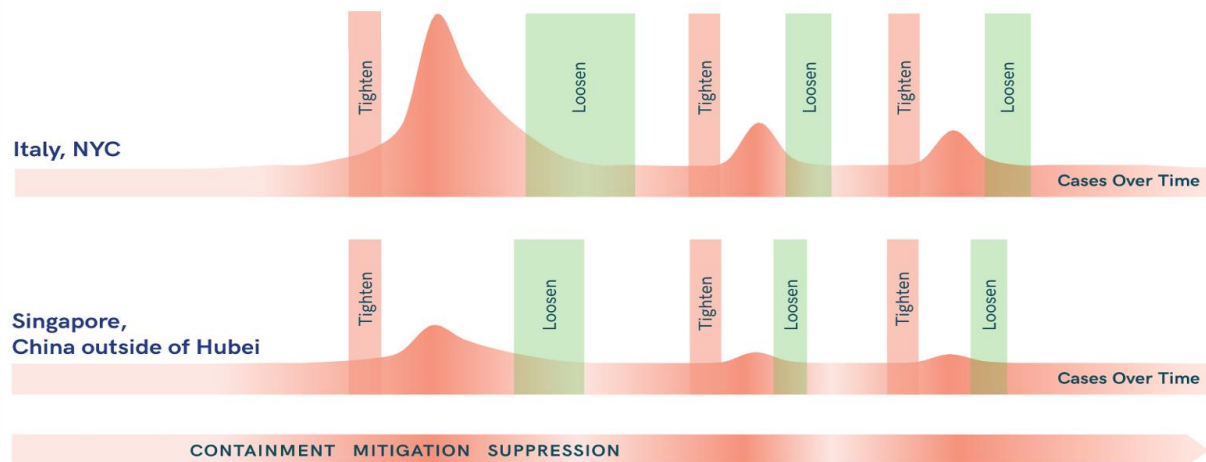 Tighten
Loosen
Tighten
Loosen
Tighten
Loosen
Italy, NYC
Cases Over Time
Tighten
Loosen
Tighten
Loosen
Tighten
Loosen
Singapore,
China outside of Hubei
Cases Over Time
CONTAINMENT MITIGATION SUPPRESSION